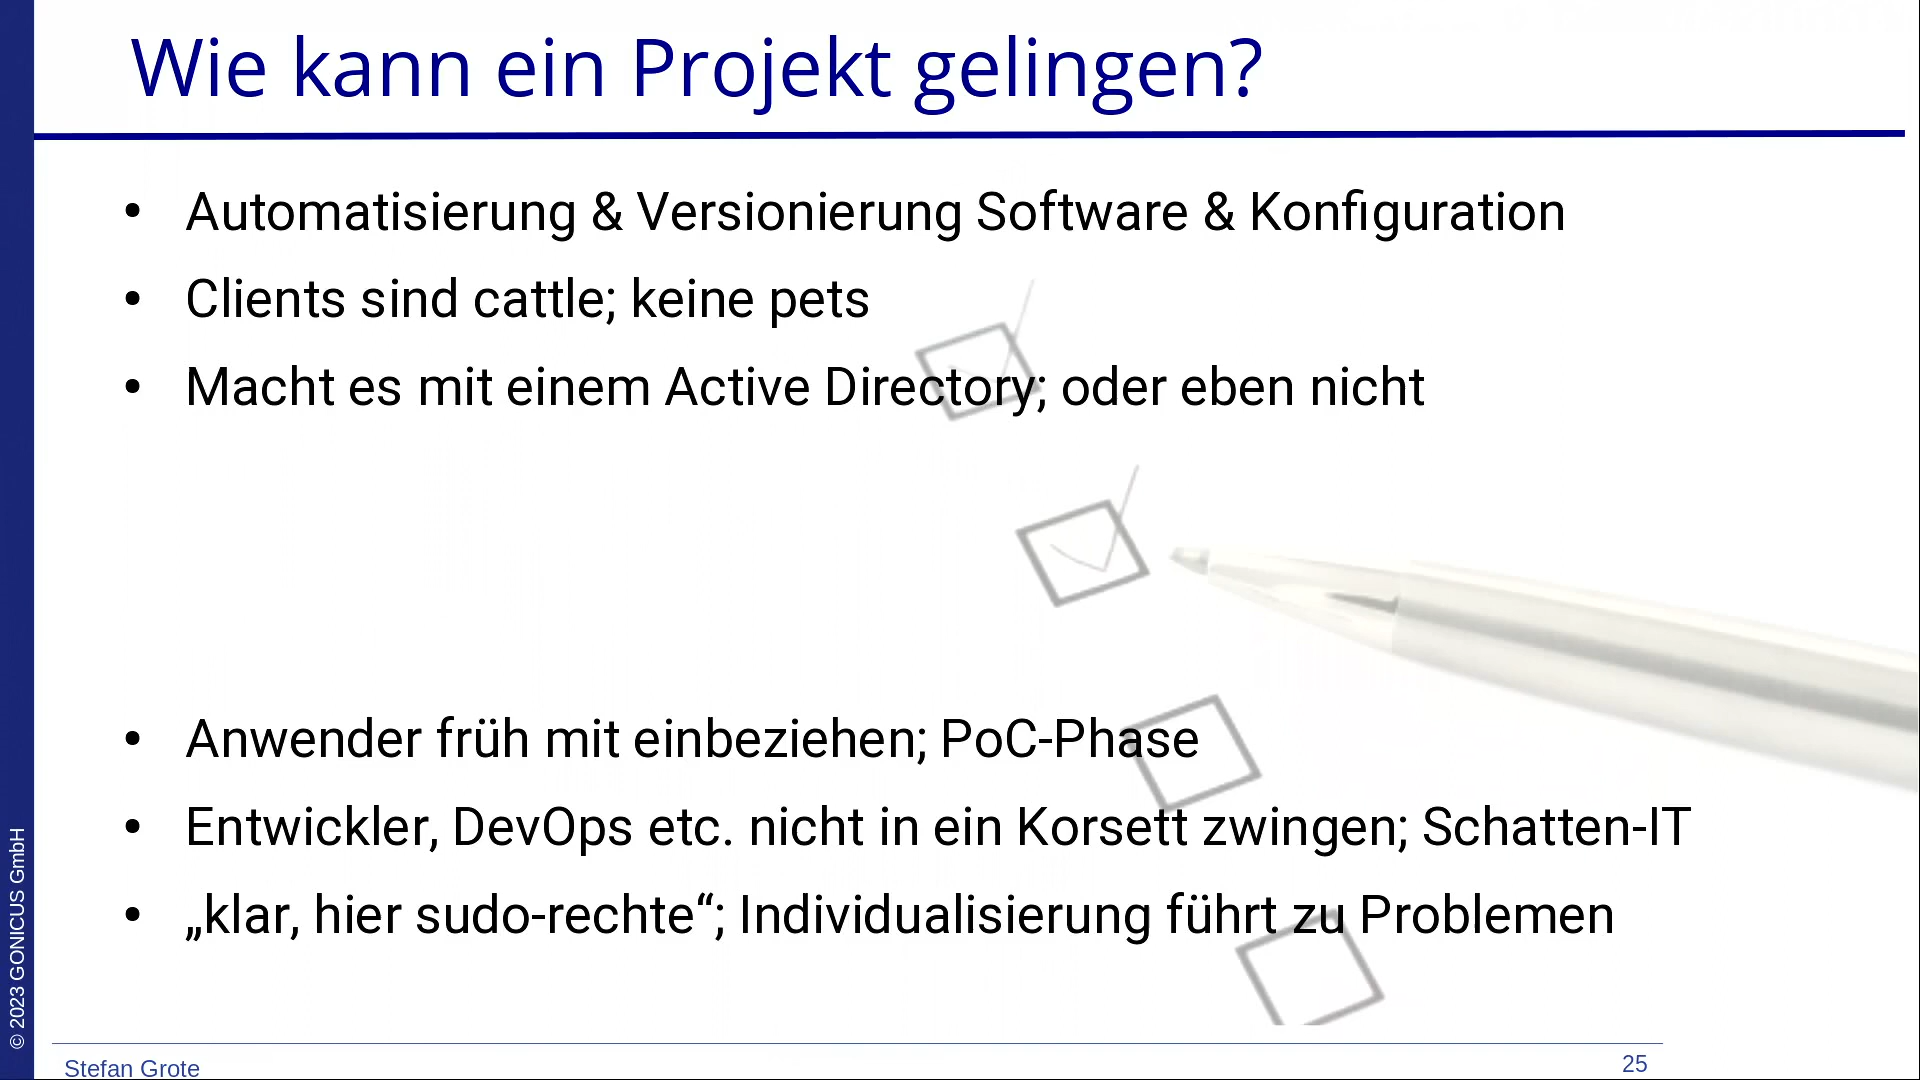 Wie kann ein Projekt gelingen?
• Automatisierung & Versionierung Software & Konfiguration
• Clients sind cattle; keine pets
• Macht es mit einem Active Directory; oder eben nicht
• Anwender früh mit einbeziehen; PoC-Phase
• Entwickler, DevOps etc. nicht in ein Korsett zwingen; Schatten-IT
• „klar, hier sudo-rechte“; Individualisierung führt zu Problemen
© 2023 GONICUS GmbH
Stefan Grote
25